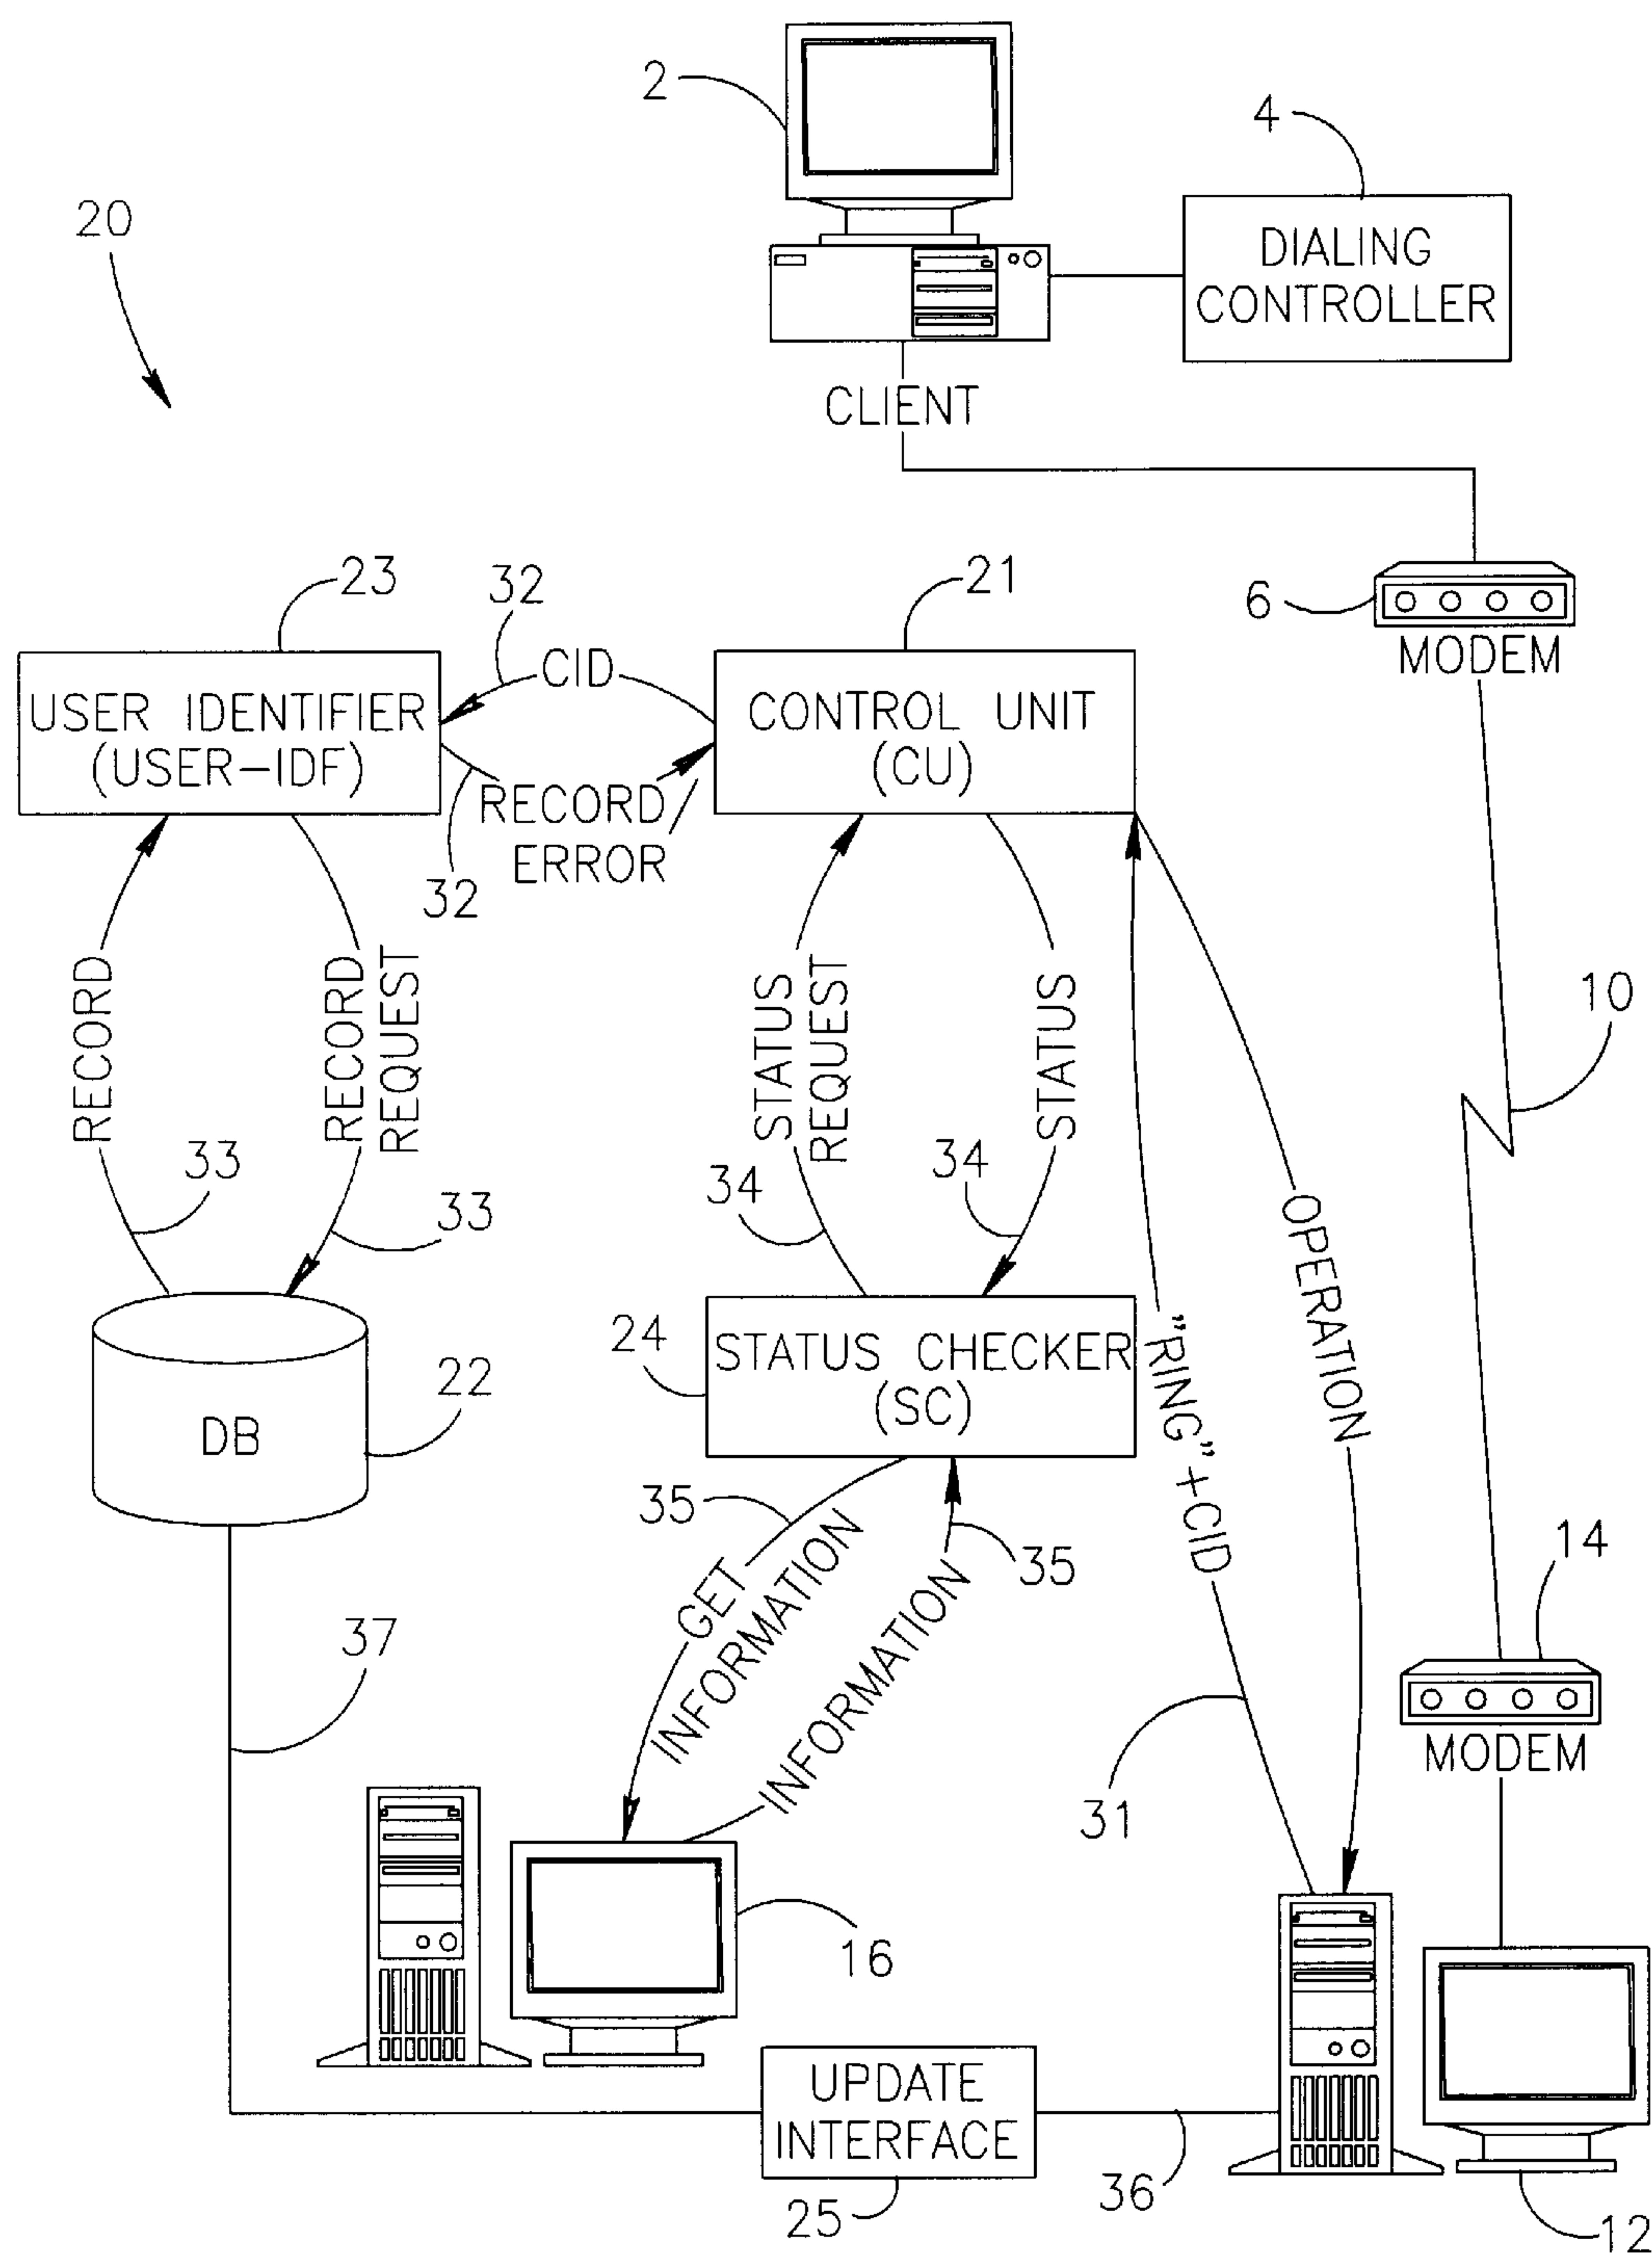 2
4
20
DIALING
CONTROLLER
CLIENT
23
32
21
6
MODEM
CID
USER IDENTIFIER
(USER-IDF)
CONTROL UNIT
(CU)
RECORD/
ERROR
32
RECORD
RECORD
REQUEST
STATUS
REQUEST
STATUS
10
33
33
34
34
OPERATION
"RING"+CID
24
STATUS CHECKER
(SC)
22
DB
35
35
GET
INFORMATION
INFORMATION
14
MODEM
37
31
16
UPDATE
INTERFACE
25
36
12